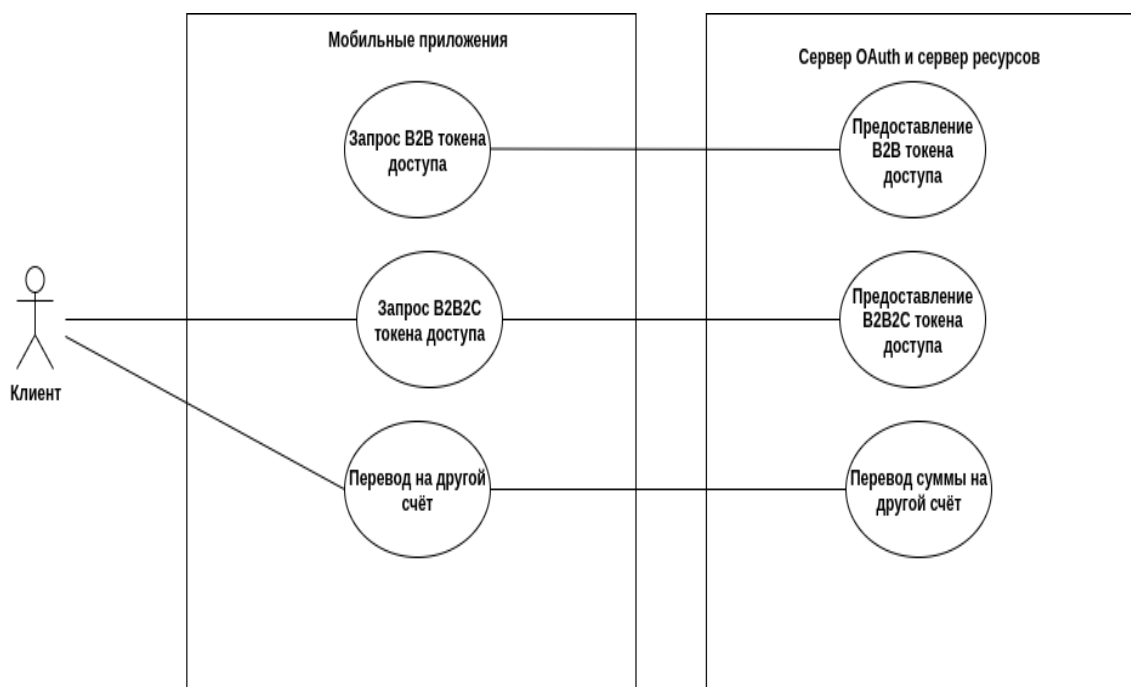 Мобильные приложения
Сервер OAuth и сервер ресурсов
Запрос B2B токена
доступа
Предоставление
B2B токена
доступа
Запрос B2B2C
токена доступа
Предоставление
B2B2C токена
доступа
Клиент
Перевод на другой
счёт
Перевод суммы на
другой счёт